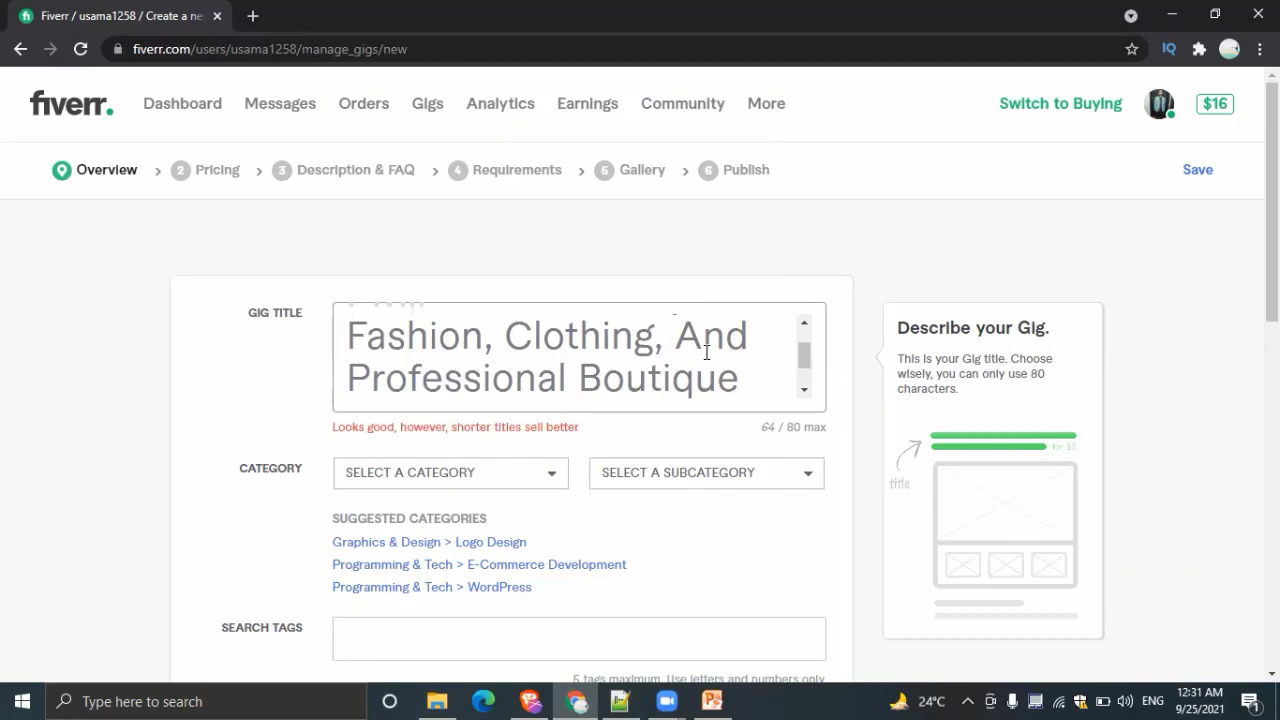 Fiverr / usama1258 / Create a ne
fiverr.com/users/usama1258/manage_gigs/new
IQ
fiverr.
Dashboard Messages Orders Gigs Analytics Earnings Community More
Switch to Buying $16
Overview 2 Pricing 3 Description & FAQ 4 Requirements 5 Gallery 6 Publish
Save
GIG TITLE
Fashion, Clothing, And
Professional Boutique
Looks good, however, shorter titles sell better
64 / 80 max
Describe your Gig.
This is your Gig title. Choose
wisely, you can only use 80
characters.
title
CATEGORY
SELECT A CATEGORY
SELECT A SUBCATEGORY
SUGGESTED CATEGORIES
Graphics & Design > Logo Design
Programming & Tech > E-Commerce Development
Programming & Tech > WordPress
SEARCH TAGS
5 tags maximum. Use letters and numbers only
Type here to search
24°C
ENG
12:31 AM
9/25/2021
1